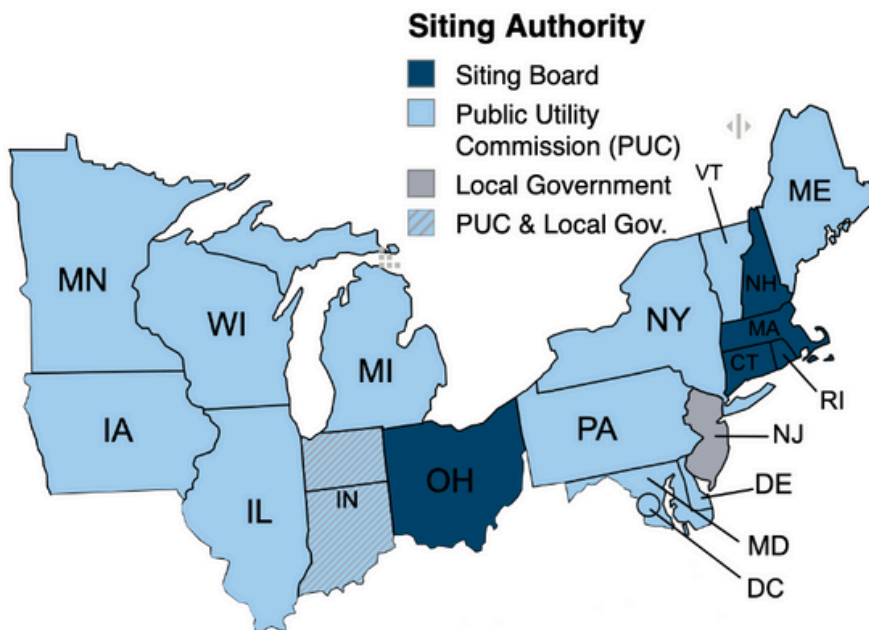 Siting Authority
Siting Board
Public Utility
Commission (PUC)
Local Government
PUC & Local Gov.
VT
ME
MN
NH
WI
NY
MA
MI
CT
RI
IA
PA
NJ
OH
DE
IN
IL
MD
DC